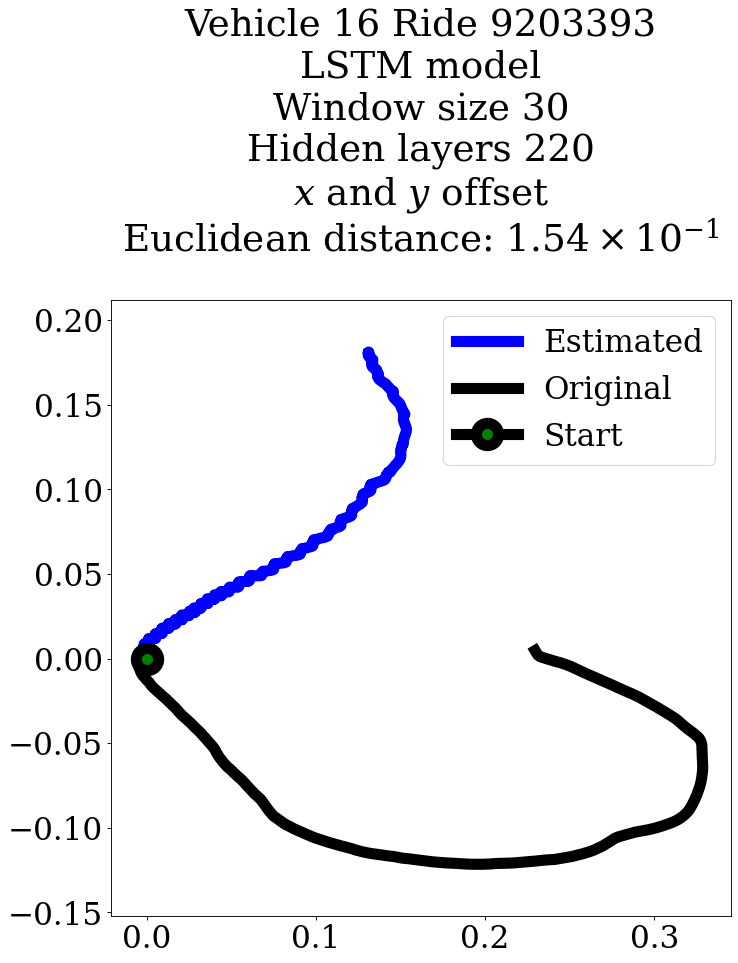 Vehicle 16 Ride 9203393
LSTM model
Window size 30
Hidden layers 220
x and y offset
Euclidean distance: 1.54 × 10⁻¹
Estimated
Original
Start
0.20
0.15
0.10
0.05
0.00
−0.05
−0.10
−0.15
0.0 0.1 0.2 0.3